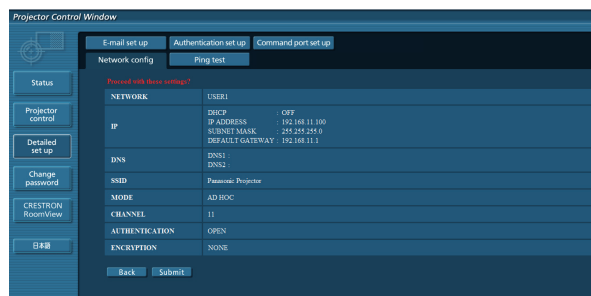 Projector Control Window
E-mail set up
Authentication set up
Command port set up
Network config
Ping test
Status
Projector
control
Detailed
set up
Change
password
CRESTRON
RoomView
日本語
Proceed with these settings?
NETWORK USER1
IP
DHCP : OFF
IP ADDRESS : 192.168.11.100
SUBNET MASK : 255.255.255.0
DEFAULT GATEWAY : 192.168.11.1
DNS
DNS1 :
DNS2 :
SSID Panasonic Projector
MODE AD HOC
CHANNEL 11
AUTHENTICATION OPEN
ENCRYPTION NONE
Back
Submit